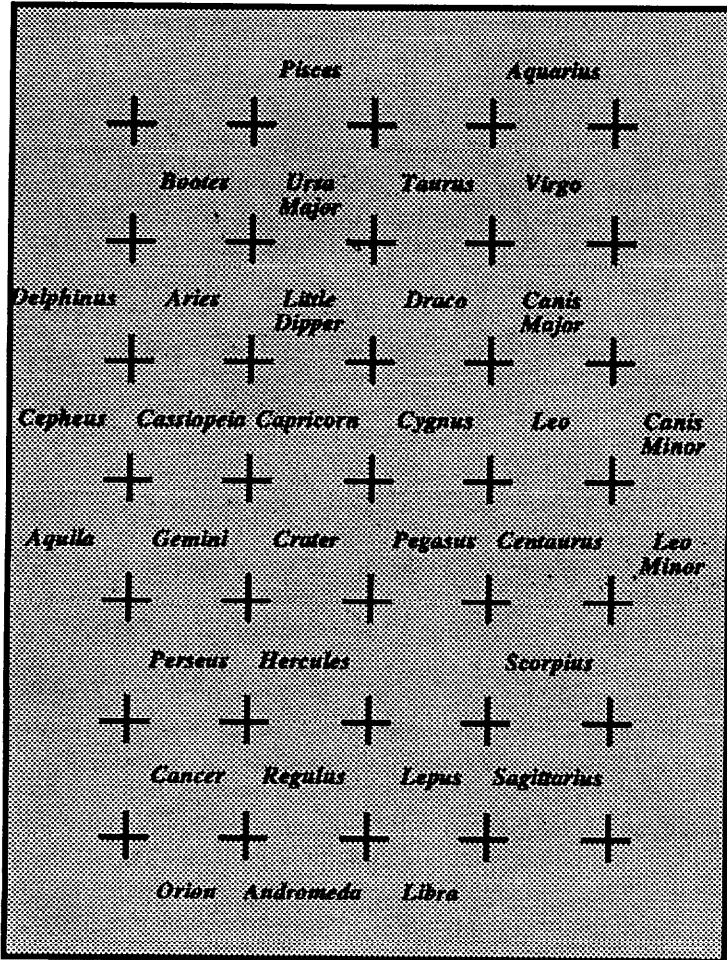 Pisces Aquarius
Bootes Ursa Major Taurus Virgo
Delphinus Aries Little Dipper Draco Canis Major
Cepheus Cassiopeia Capricorn Cygnus Leo Canis Minor
Aquila Gemini Crater Pegasus Centaurus Leo Minor
Perseus Hercules Scorpius
Cancer Regulus Lepus Sagittarius
Orion Andromeda Libra